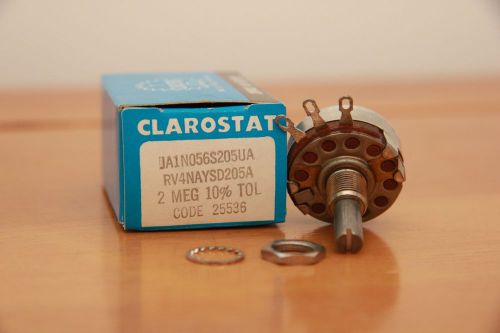 CLAROSTAT
JA1N056S205UA
RV4NAYSD205A
2 MEG 10% TOL
CODE 25536